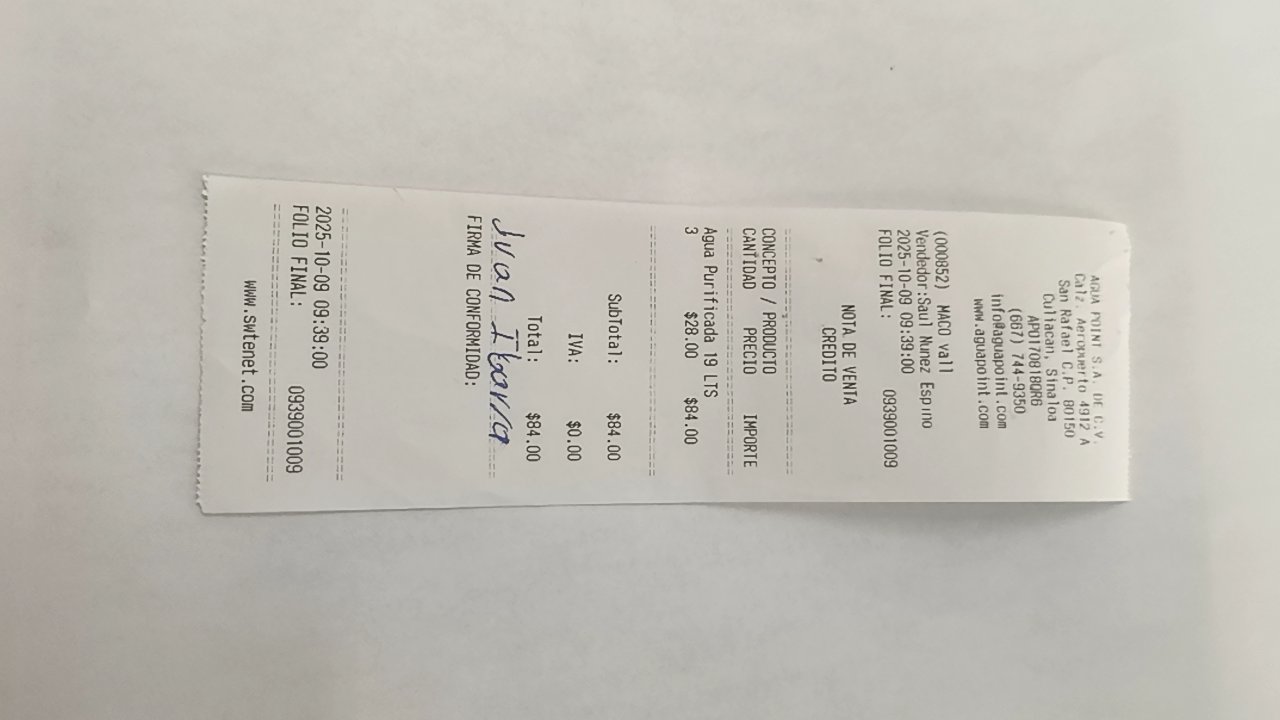 AGUA POINT S.A. DE C.V.
Calz. Aeropuerto 4912 A
San Rafael C.P. 80150
Culiacan, Sinaloa
APO170818QR6
(667) 744-9350
info@aguapoint.com
www.aguapoint.com
(000852) MACO vall
Vendedor:Saul Nunez Espino
2025-10-09 09:39:00
FOLIO FINAL: 0939001009
NOTA DE VENTA
CREDITO
CONCEPTO / PRODUCTO
CANTIDAD PRECIO IMPORTE
Agua Purificada 19 LTS
3 $28.00 $84.00
SubTotal: $84.00
IVA: $0.00
Total: $84.00
Juan Ibarra
FIRMA DE CONFORMIDAD:
2025-10-09 09:39:00
FOLIO FINAL: 0939001009
www.swtenet.com